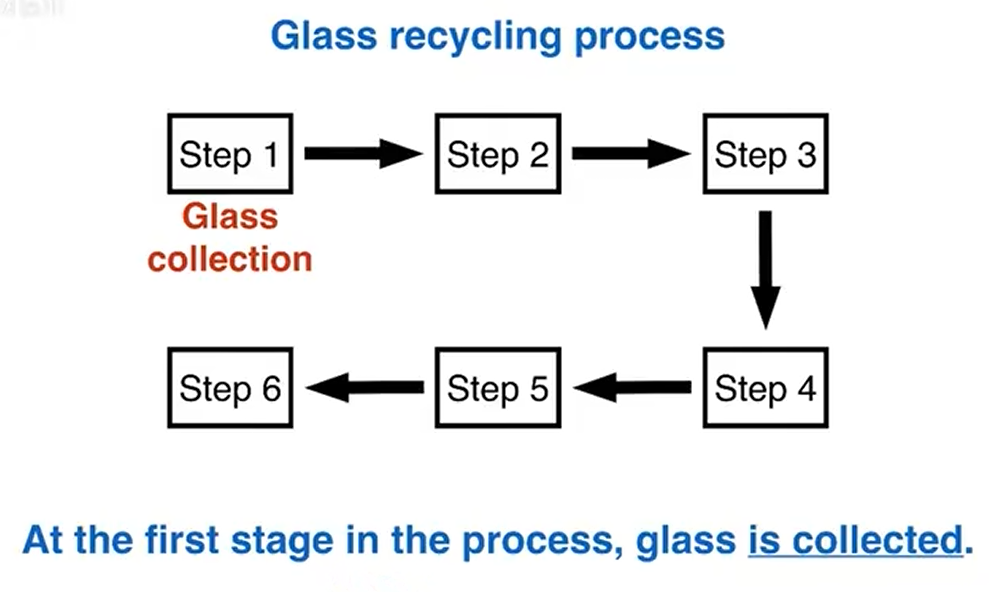 Glass recycling process
Step 1
Step 2
Step 3
Glass
collection
Step 6
Step 5
Step 4
At the first stage in the process, glass is collected.